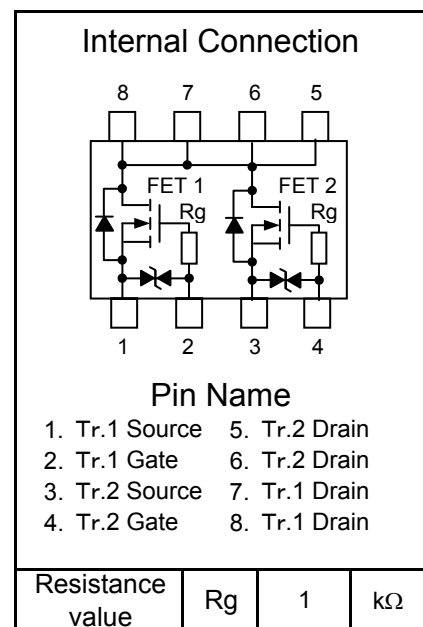 Internal Connection
8 7 6 5
FET 1 FET 2
Rg Rg
1 2 3 4
Pin Name
1. Tr.1 Source 5. Tr.2 Drain
2. Tr.1 Gate 6. Tr.2 Drain
3. Tr.2 Source 7. Tr.1 Drain
4. Tr.2 Gate 8. Tr.1 Drain
Resistance
value Rg 1 kΩ